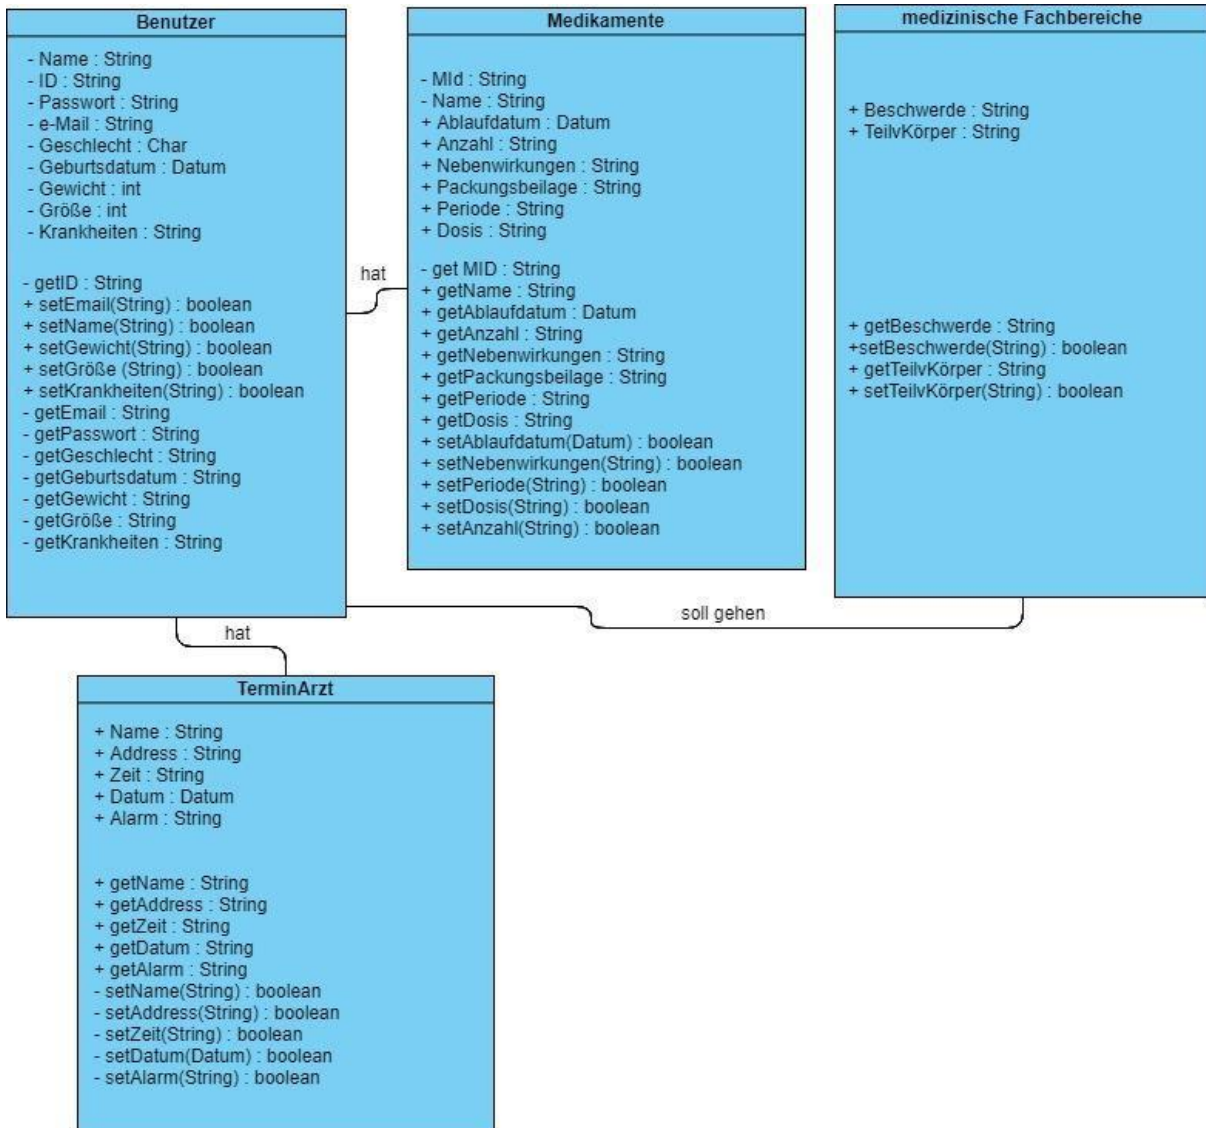 Benutzer
- Name : String
- ID : String
- Passwort : String
- e-Mail : String
- Geschlecht : Char
- Geburtsdatum : Datum
- Gewicht : int
- Größe : int
- Krankheiten : String
- getID : String
+ setEmail(String) : boolean
+ setName(String) : boolean
+ setGewicht(String) : boolean
+ setGröße (String) : boolean
+ setKrankheiten(String) : boolean
- getEmail : String
- getPasswort : String
- getGeschlecht : String
- getGeburtsdatum : String
- getGewicht : String
- getGröße : String
- getKrankheiten : String
hat
Medikamente
- MId : String
- Name : String
+ Ablaufdatum : Datum
+ Anzahl : String
+ Nebenwirkungen : String
+ Packungsbeilage : String
+ Periode : String
+ Dosis : String
- get MID : String
+ getName : String
+ getAblaufdatum : Datum
+ getAnzahl : String
+ getNebenwirkungen : String
+ getPackungsbeilage : String
+ getPeriode : String
+ getDosis : String
+ setAblaufdatum(Datum) : boolean
+ setNebenwirkungen(String) : boolean
+ setPeriode(String) : boolean
+ setDosis(String) : boolean
+ setAnzahl(String) : boolean
medizinische Fachbereiche
+ Beschwerde : String
+ TeilvKörper : String
+ getBeschwerde : String
+setBeschwerde(String) : boolean
+ getTeilvKörper : String
+ setTeilvKörper(String) : boolean
soll gehen
hat
TerminArzt
+ Name : String
+ Address : String
+ Zeit : String
+ Datum : Datum
+ Alarm : String
+ getName : String
+ getAddress : String
+ getZeit : String
+ getDatum : String
+ getAlarm : String
- setName(String) : boolean
- setAddress(String) : boolean
- setZeit(String) : boolean
- setDatum(Datum) : boolean
- setAlarm(String) : boolean